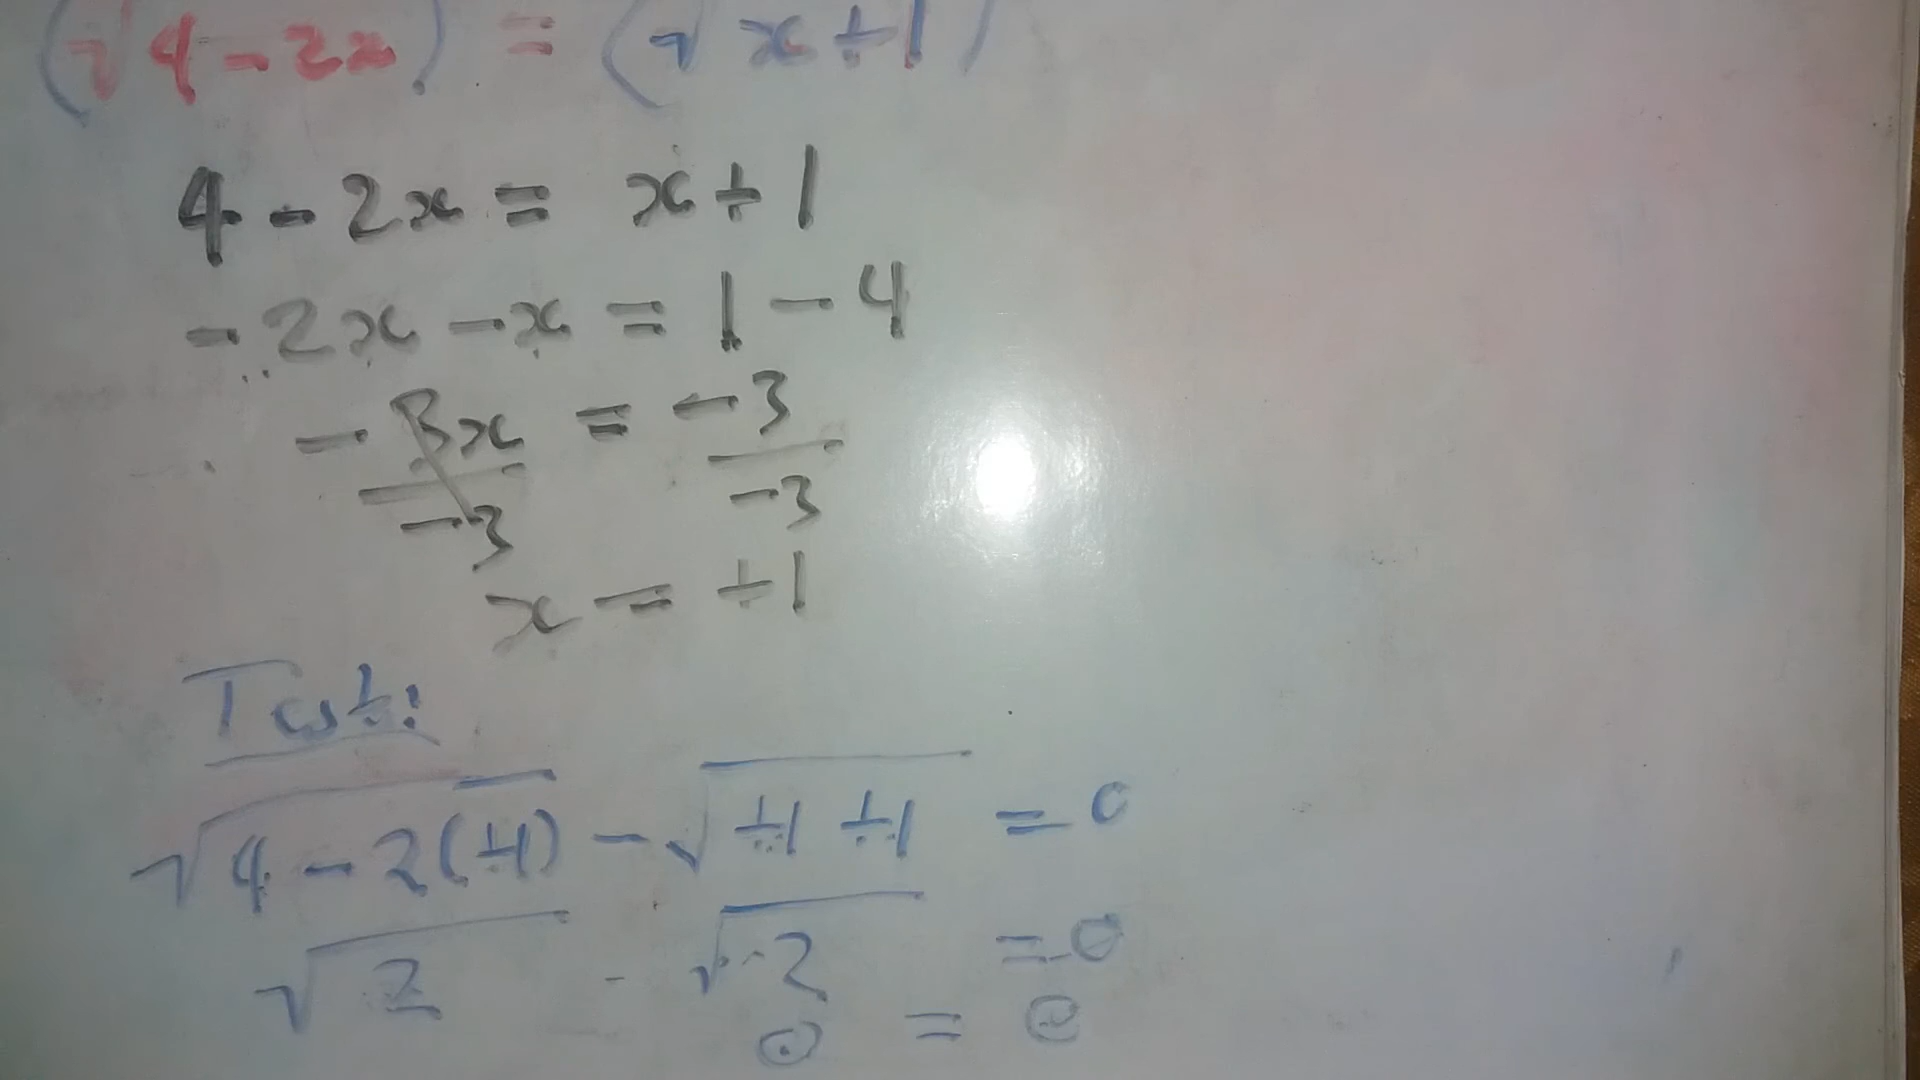 (√4-2x) = (√x+1)
4 - 2x = x+1
-2x - x = 1 - 4
-3x/-3 = -3/-3
x = +1
Test:
√4-2(+1) - √+1+1 = 0
√2 - √2 = 0
0 = 0